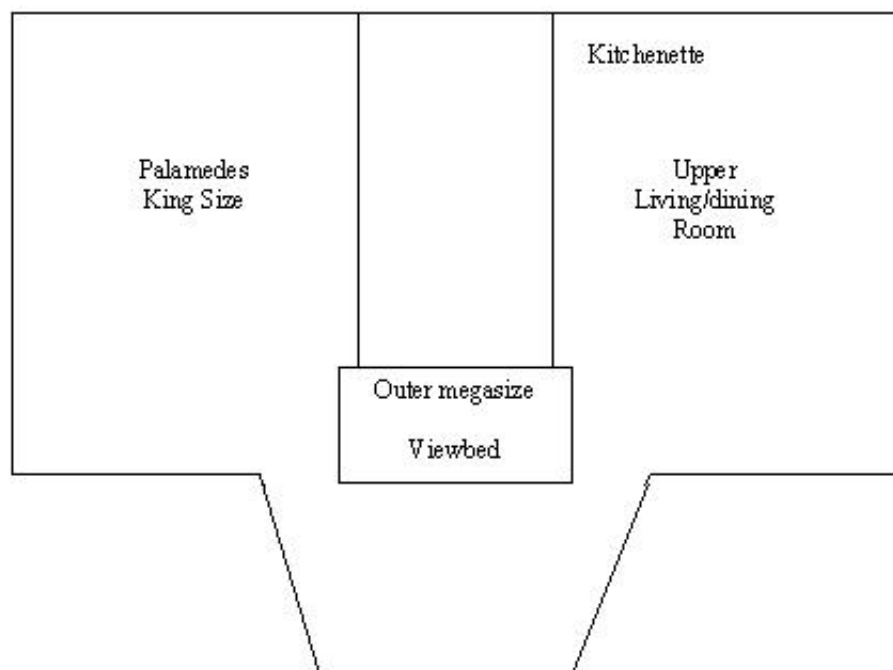 Kitchenette
Palamedes
King Size
Upper
Living/dining
Room
Outer megasize
Viewbed